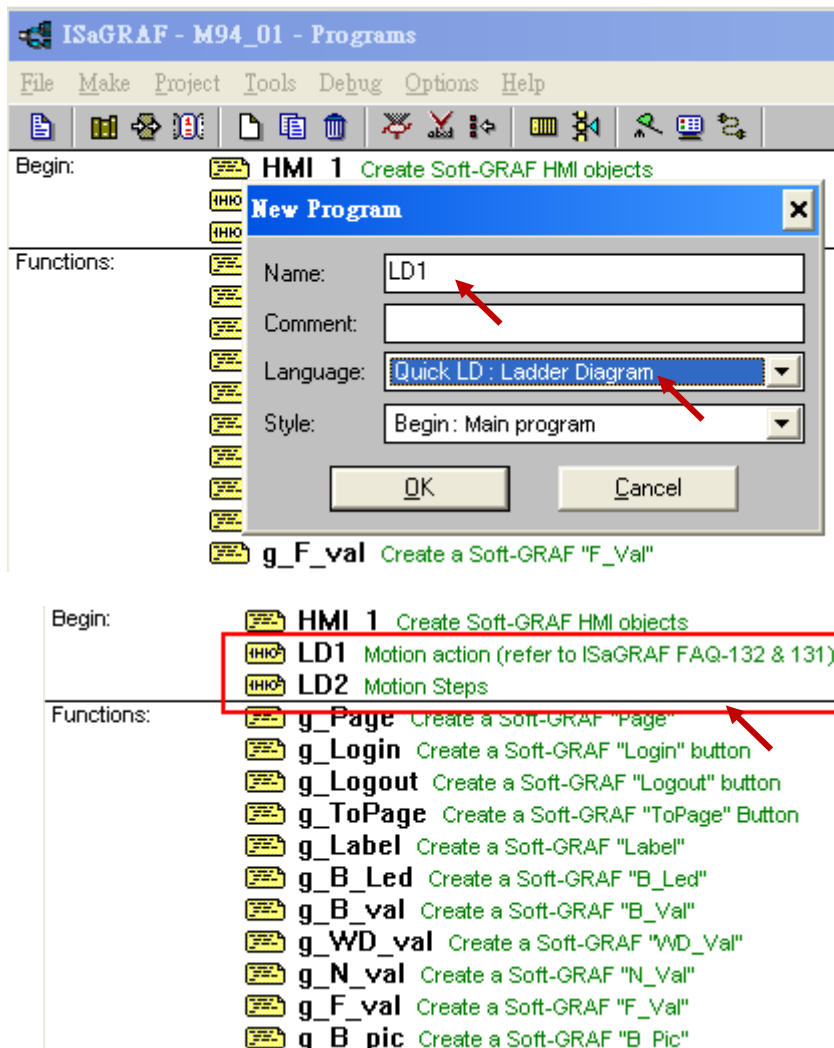 ISaGRAF - M94_01 - Programs
File Make Project Tools Debug Options Help
Begin: HMI_1 Create Soft-GRAF HMI objects
New Program
Functions:
Name: LD1
Comment:
Language: Quick LD : Ladder Diagram
Style: Begin : Main program
OK Cancel
g_F_val Create a Soft-GRAF "F_Val"
Begin: HMI_1 Create Soft-GRAF HMI objects
LD1 Motion action (refer to ISaGRAF FAQ-132 & 131)
LD2 Motion Steps
Functions: g_Page Create a Soft-GRAF "Page"
g_Login Create a Soft-GRAF "Login" button
g_Logout Create a Soft-GRAF "Logout" button
g_ToPage Create a Soft-GRAF "ToPage" Button
g_Label Create a Soft-GRAF "Label"
g_B_Led Create a Soft-GRAF "B_Led"
g_B_val Create a Soft-GRAF "B_Val"
g_WD_val Create a Soft-GRAF "WD_Val"
g_N_val Create a Soft-GRAF "N_Val"
g_F_val Create a Soft-GRAF "F_Val"
g_B_pic Create a Soft-GRAF "B_Pic"